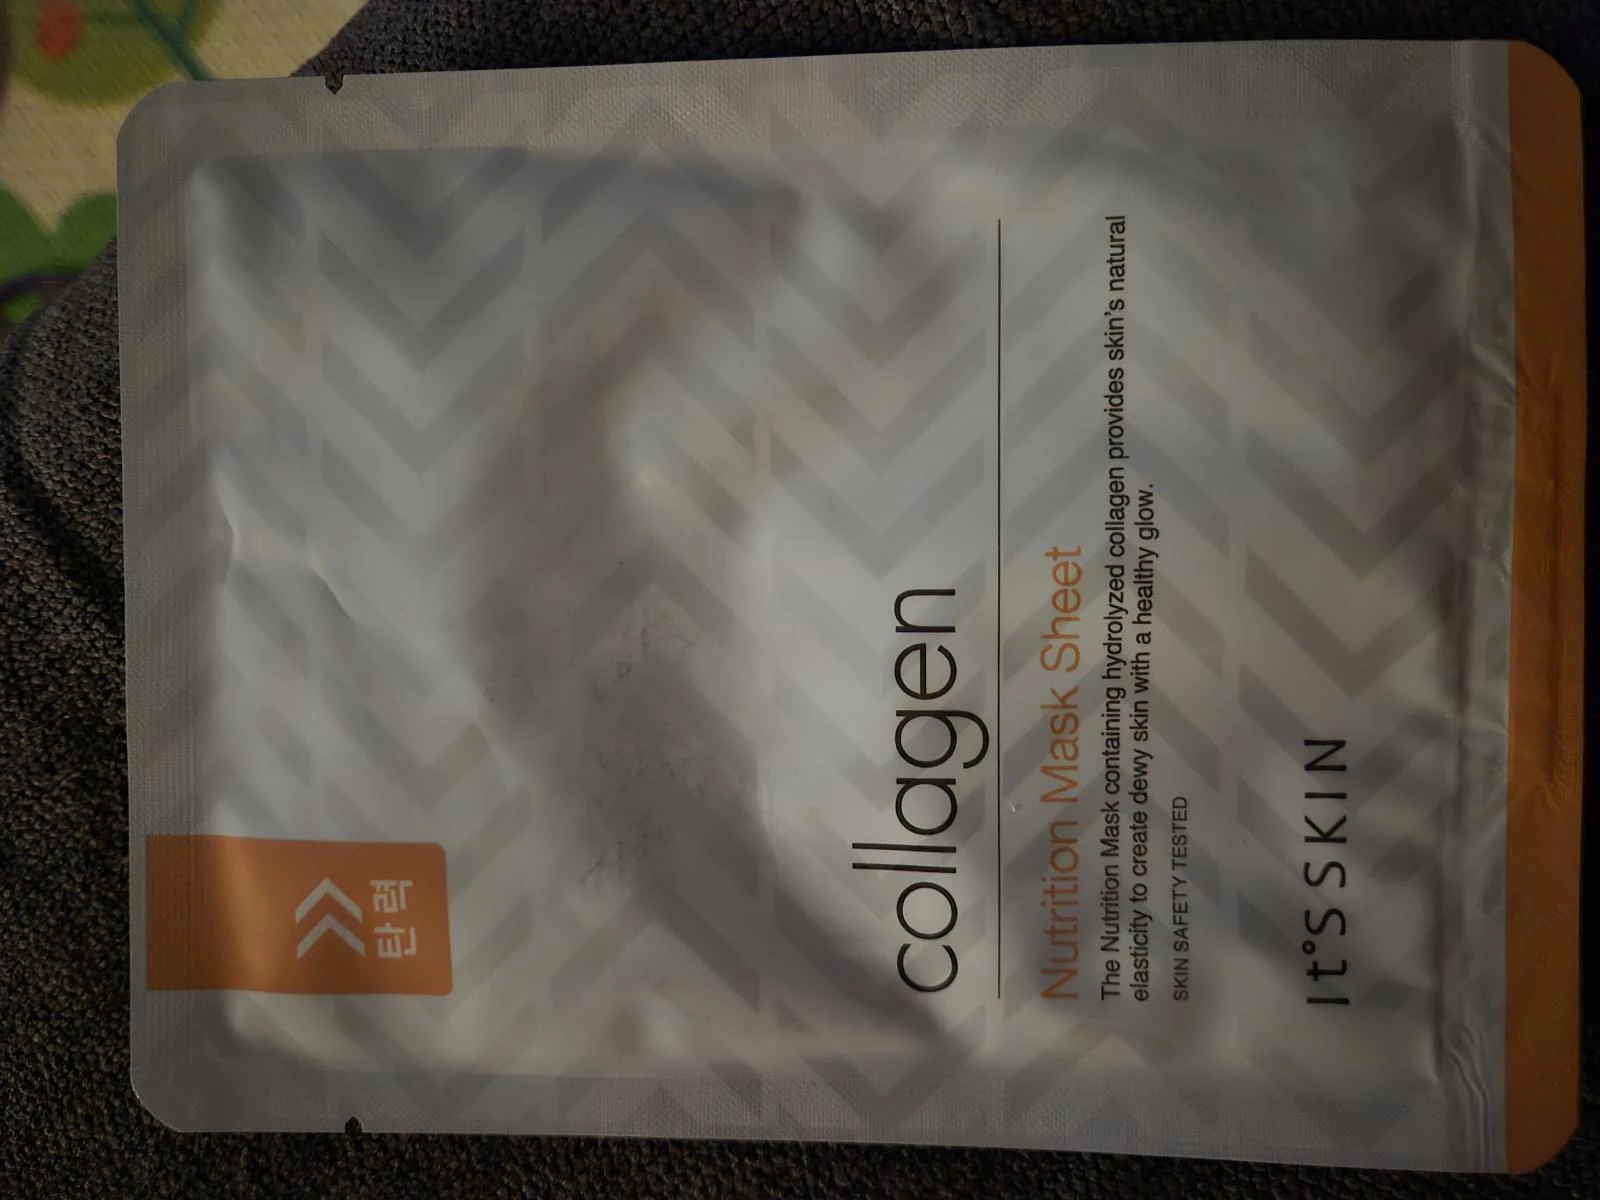 탄력
collagen
Nutrition Mask Sheet
The Nutrition Mask containing hydrolyzed collagen provides skin's natural
elasticity to create dewy skin with a healthy glow.
SKIN SAFETY TESTED
It'S SKIN